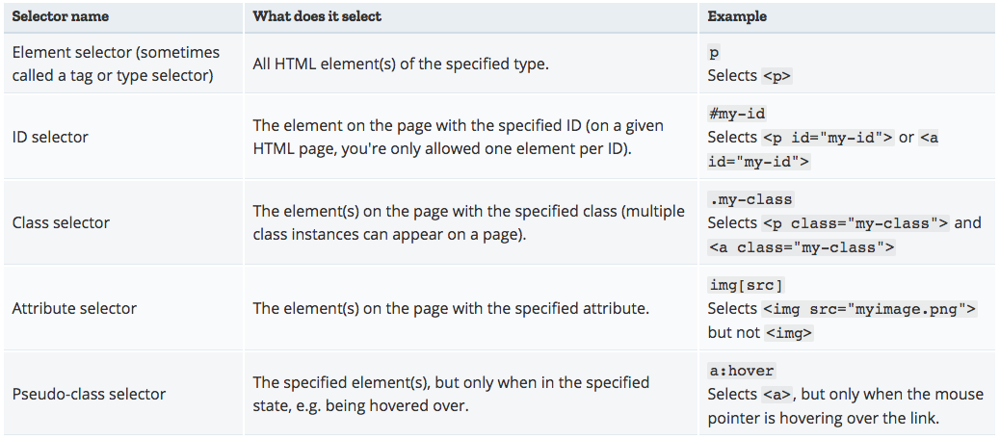 Selector name
What does it select
Example
Element selector (sometimes
called a tag or type selector)
All HTML element(s) of the specified type.
p
Selects <p>
ID selector
The element on the page with the specified ID (on a given
HTML page, you're only allowed one element per ID).
#my-id
Selects <p id="my-id"> or <a
id="my-id">
Class selector
The element(s) on the page with the specified class (multiple
class instances can appear on a page).
.my-class
Selects <p class="my-class"> and
<a class="my-class">
Attribute selector
The element(s) on the page with the specified attribute.
img[src]
Selects <img src="myimage.png">
but not <img>
Pseudo-class selector
The specified element(s), but only when in the specified
state, e.g. being hovered over.
a:hover
Selects <a>, but only when the mouse
pointer is hovering over the link.